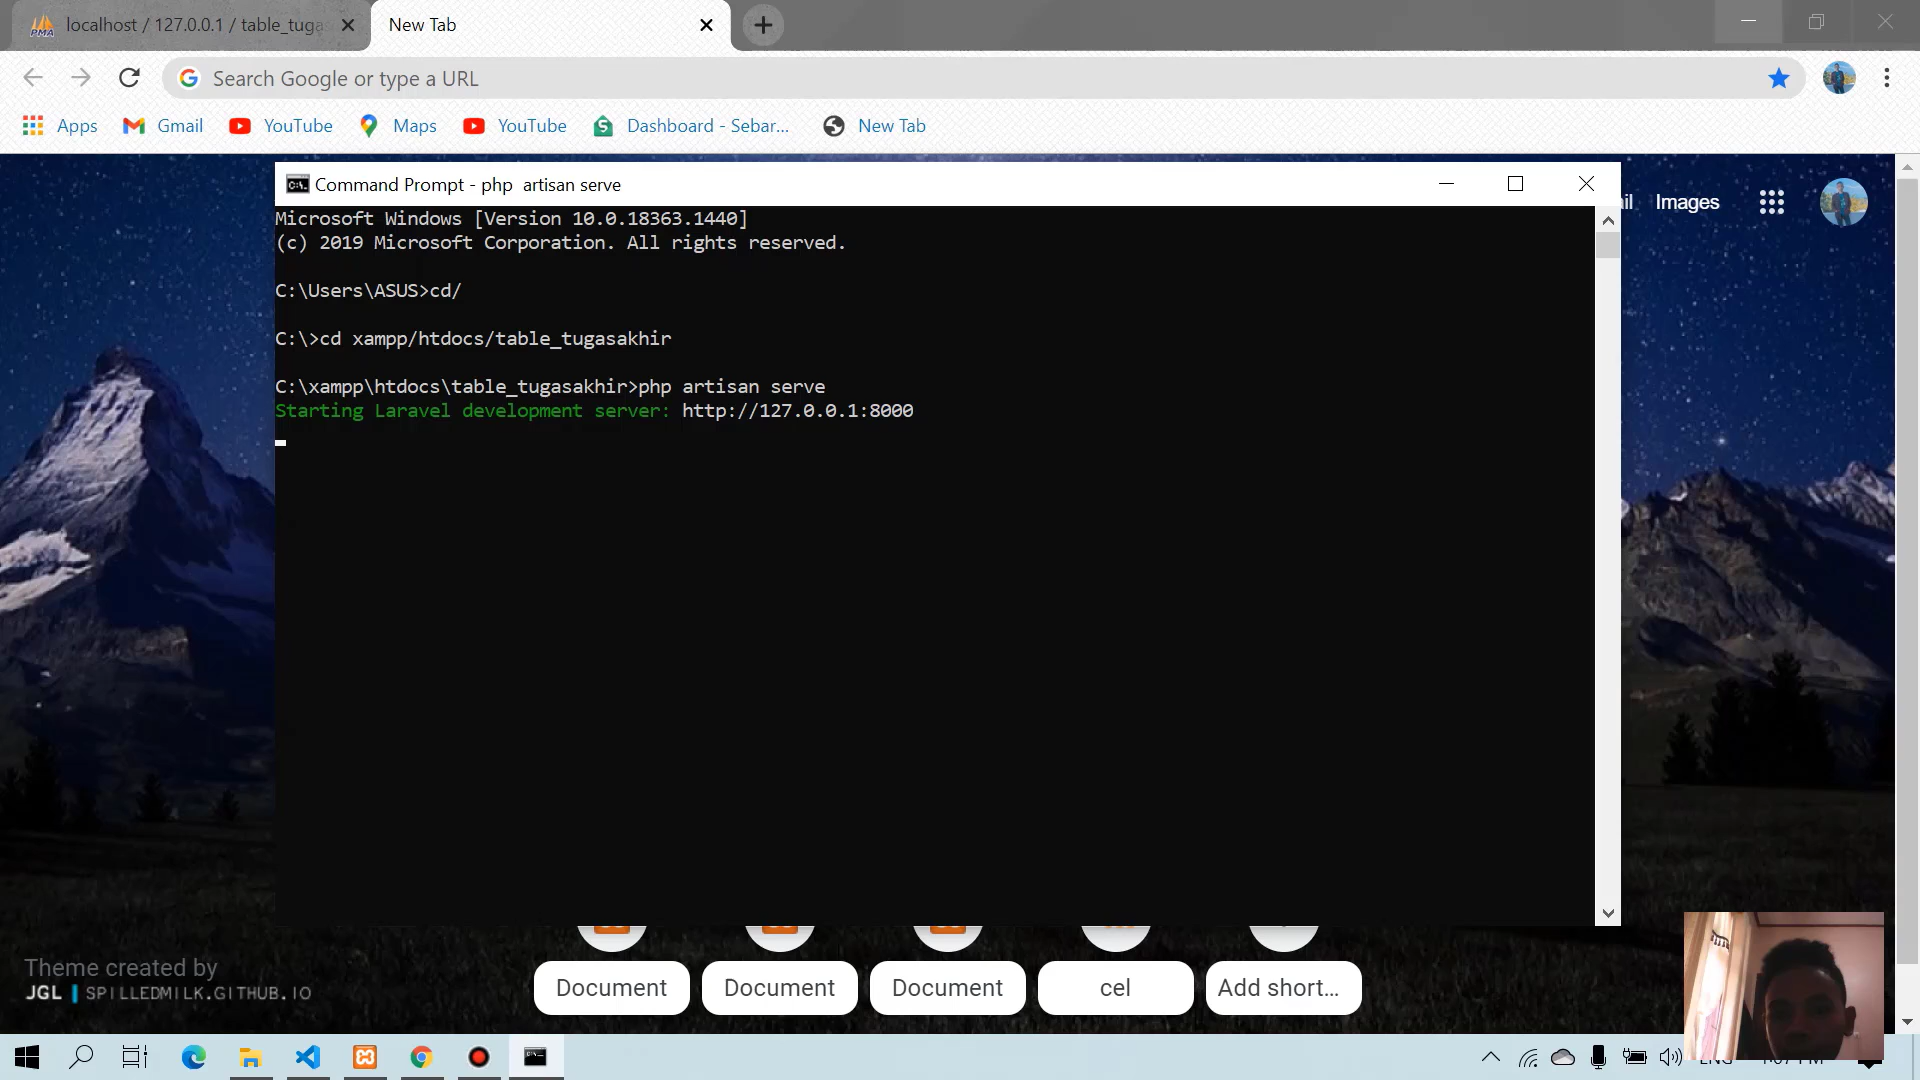 localhost / 127.0.0.1 / table_tugas
New Tab
Search Google or type a URL
Apps
Gmail
YouTube
Maps
YouTube
Dashboard - Sebar...
New Tab
Command Prompt - php  artisan serve
il
Images
Microsoft Windows [Version 10.0.18363.1440]
(c) 2019 Microsoft Corporation. All rights reserved.
C:\Users\ASUS>cd/
C:\>cd xampp/htdocs/table_tugasakhir
C:\xampp\htdocs\table_tugasakhir>php artisan serve
Starting Laravel development server: http://127.0.0.1:8000
Theme created by
JGL | SPILLEDMILK.GITHUB.IO
Document
Document
Document
cel
Add short...